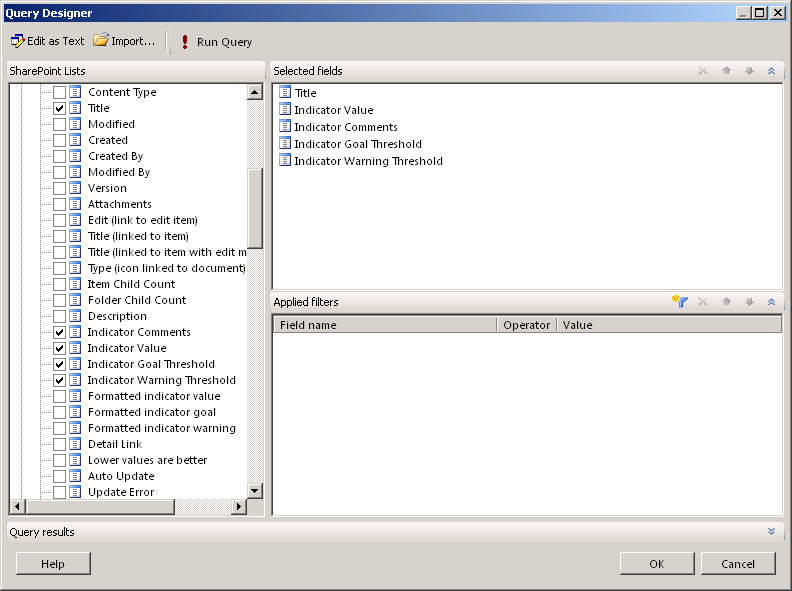 Query Designer
Edit as Text Import... Run Query
SharePoint Lists
Content Type
Title
Modified
Created
Created By
Modified By
Version
Attachments
Edit (link to edit item)
Title (linked to item)
Title (linked to item with edit m
Type (icon linked to document)
Item Child Count
Folder Child Count
Description
Indicator Comments
Indicator Value
Indicator Goal Threshold
Indicator Warning Threshold
Formatted indicator value
Formatted indicator goal
Formatted indicator warning
Detail Link
Lower values are better
Auto Update
Update Error
Selected fields
Title
Indicator Value
Indicator Comments
Indicator Goal Threshold
Indicator Warning Threshold
Applied filters
Field name Operator Value
Query results
Help OK Cancel